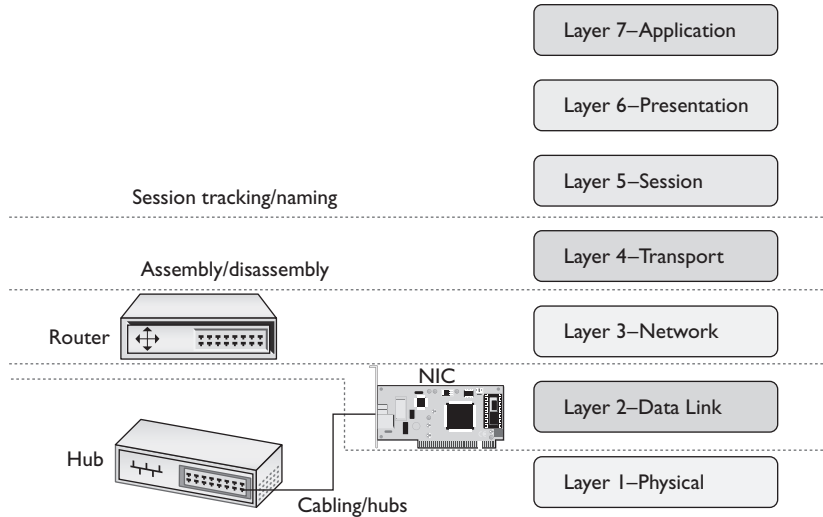 Layer 7–Application
Layer 6–Presentation
Layer 5–Session
Session tracking/naming
Layer 4–Transport
Assembly/disassembly
Router
Layer 3–Network
NIC
Layer 2–Data Link
Hub
Layer 1–Physical
Cabling/hubs